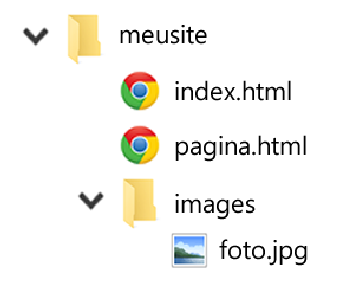 meusite
index.html
pagina.html
images
foto.jpg